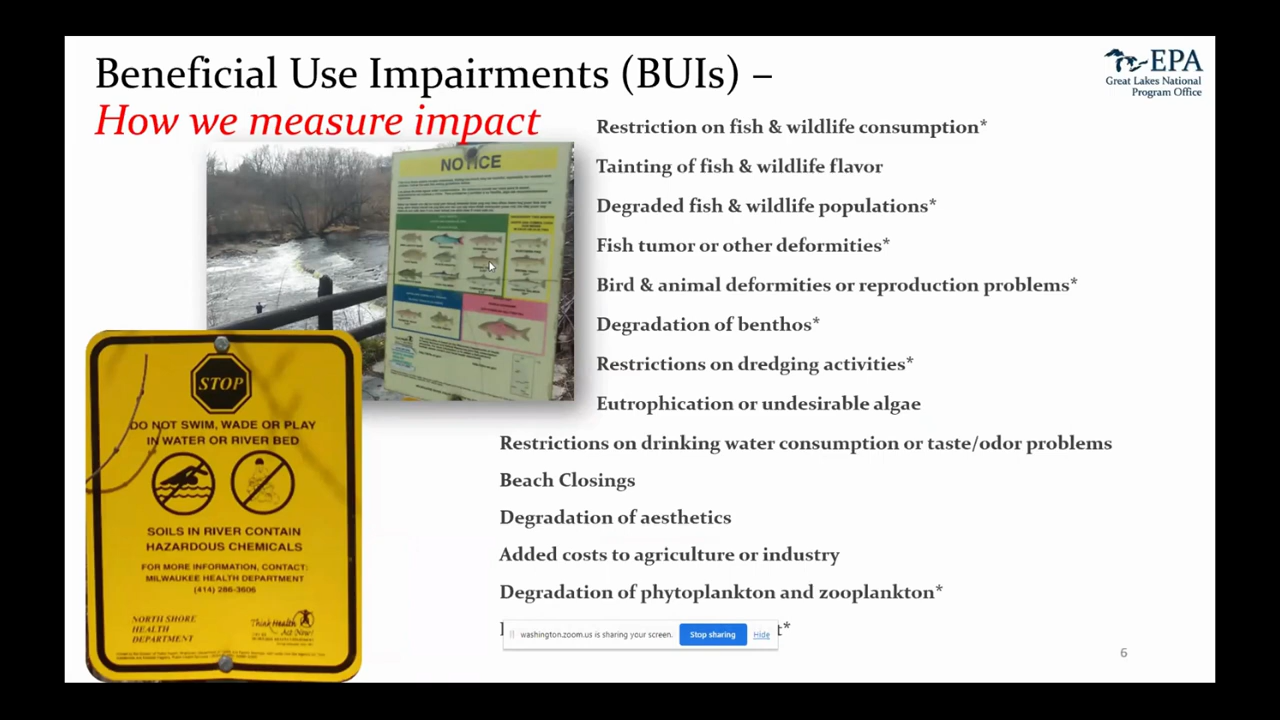 Beneficial Use Impairments (BUIs) –
How we measure impact
EPA
Great Lakes National
Program Office
Restriction on fish & wildlife consumption*
Tainting of fish & wildlife flavor
Degraded fish & wildlife populations*
Fish tumor or other deformities*
Bird & animal deformities or reproduction problems*
Degradation of benthos*
Restrictions on dredging activities*
Eutrophication or undesirable algae
Restrictions on drinking water consumption or taste/odor problems
Beach Closings
Degradation of aesthetics
Added costs to agriculture or industry
Degradation of phytoplankton and zooplankton*
t*
washington.zoom.us is sharing your screen.
Stop sharing
Hide
6
NOTICE
STOP
DO NOT SWIM, WADE OR PLAY
IN WATER OR RIVER BED
SOILS IN RIVER CONTAIN
HAZARDOUS CHEMICALS
FOR MORE INFORMATION, CONTACT:
MILWAUKEE HEALTH DEPARTMENT
(414) 286-3606
NORTH SHORE
HEALTH
DEPARTMENT
Think Health
Act Now!